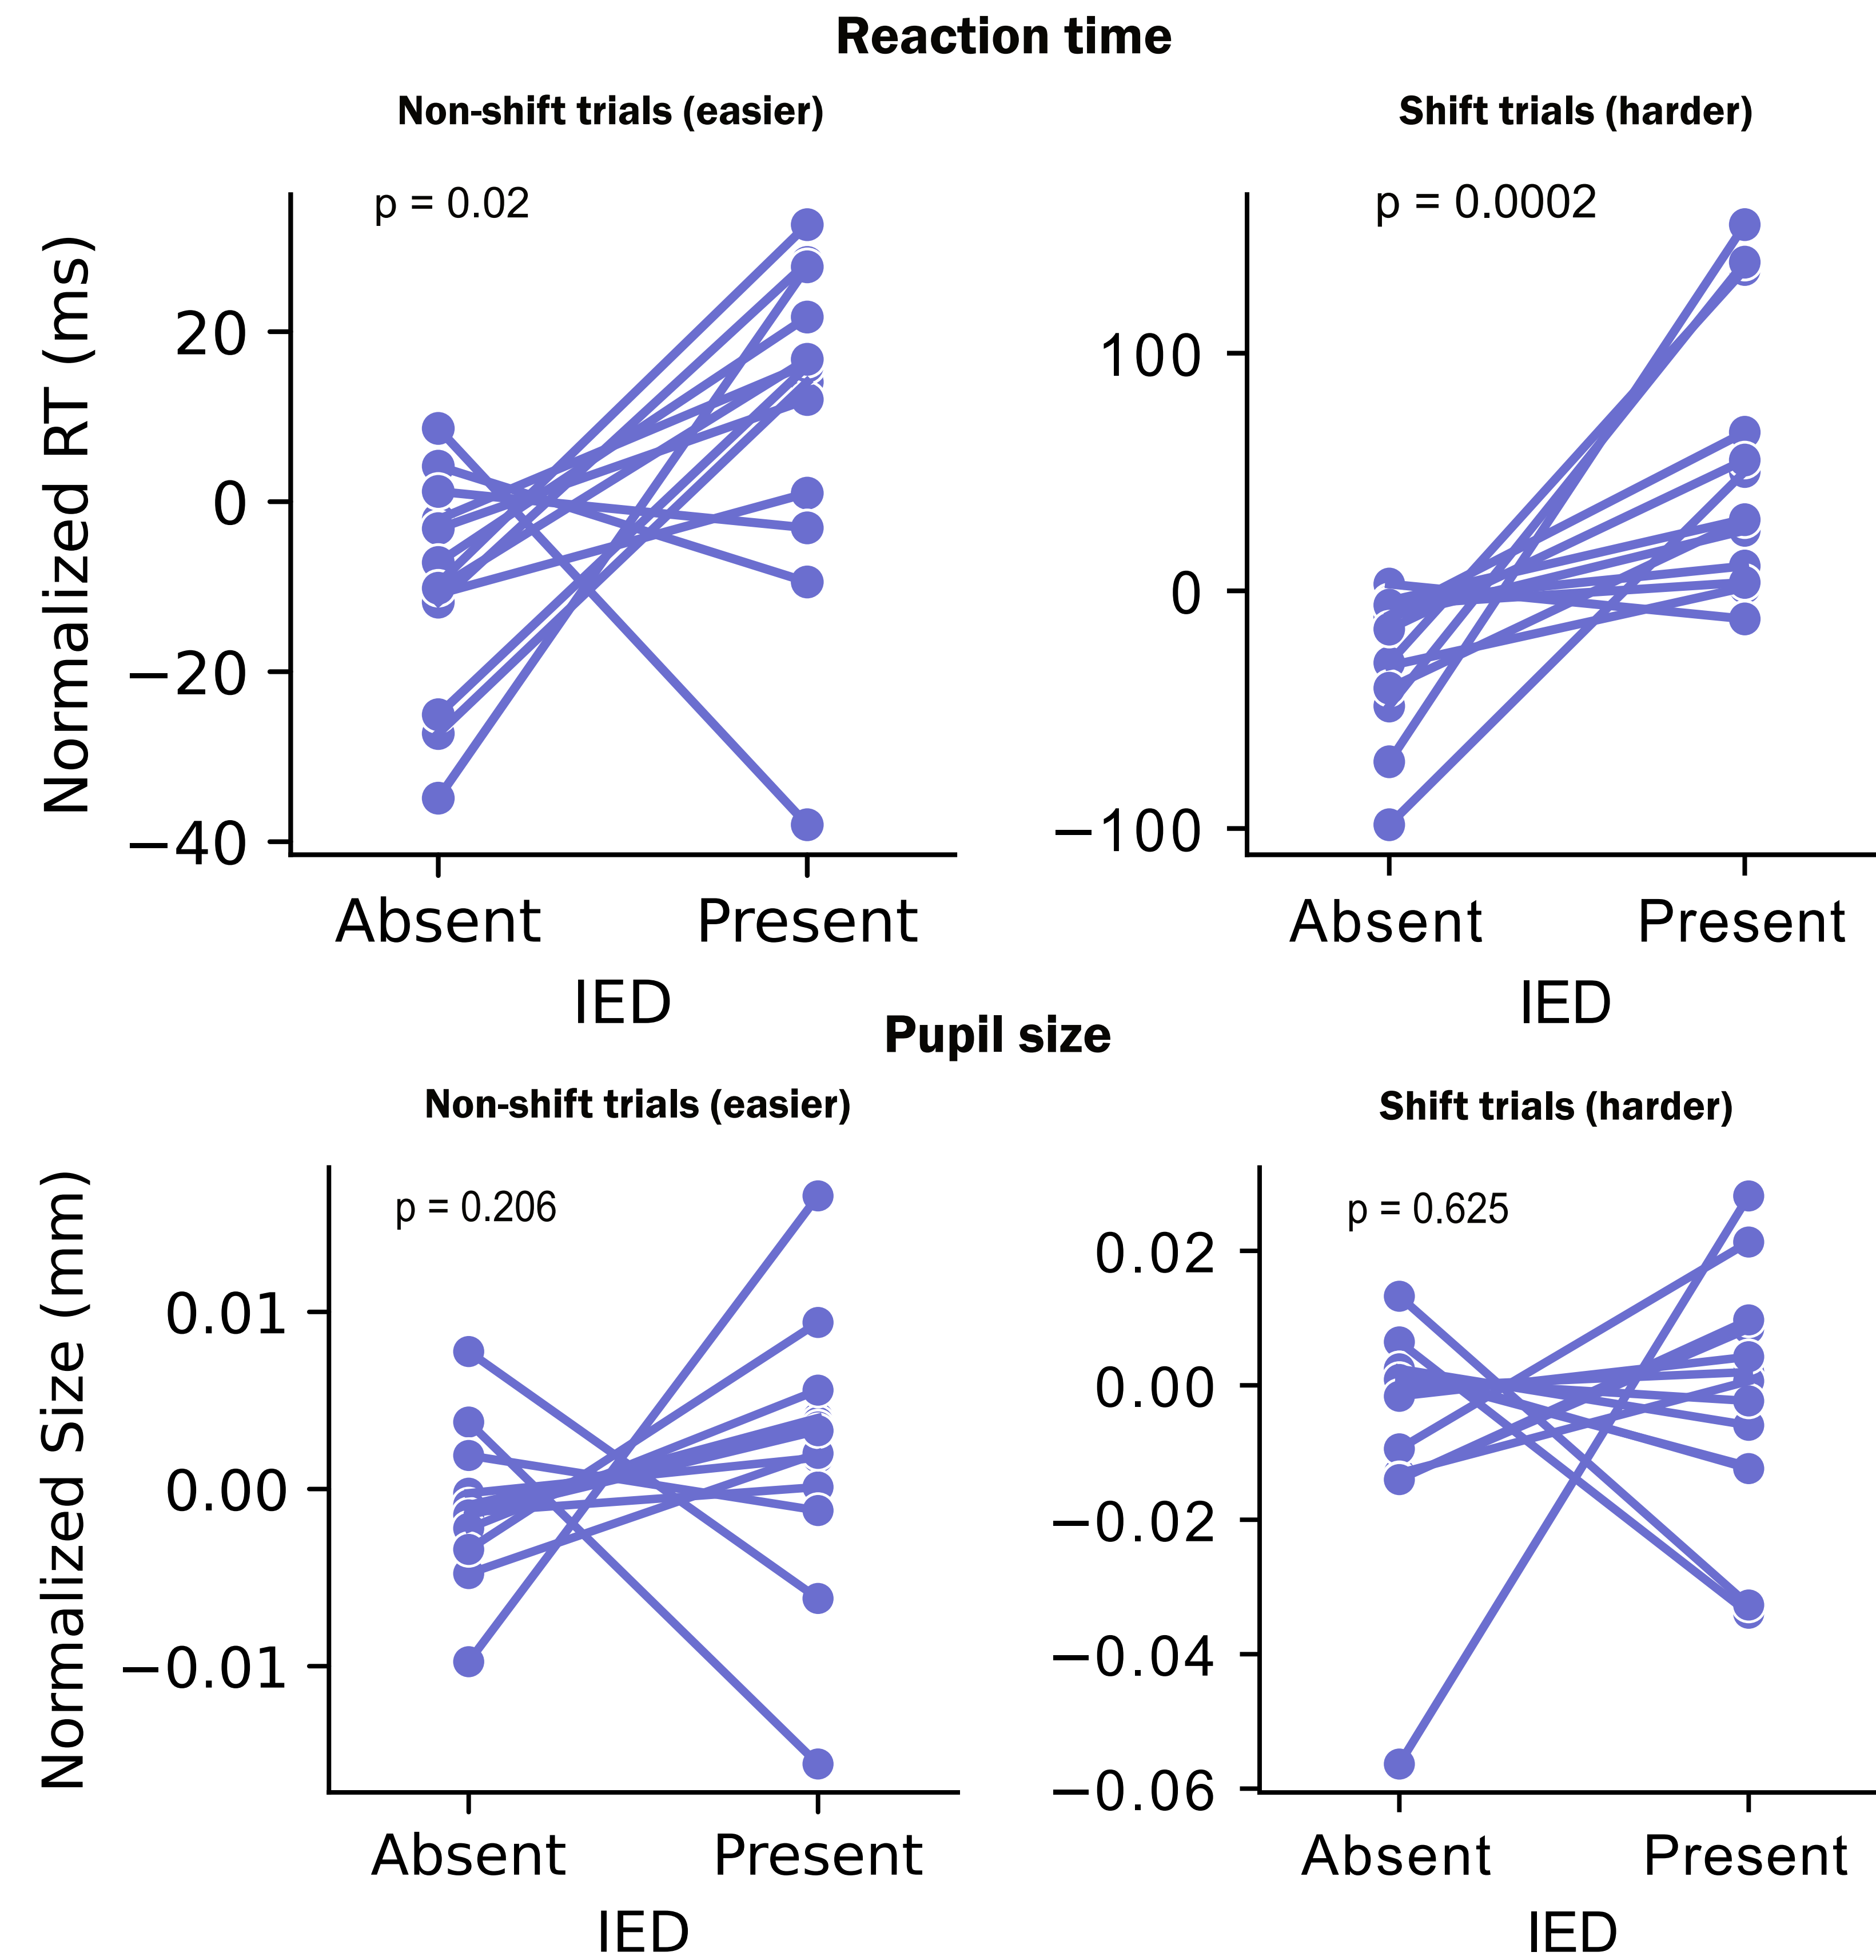 Reaction time
Non-shift trials (easier)
Shift trials (harder)
p = 0.02
p = 0.0002
Normalized RT (ms)
20
0
−20
−40
100
0
−100
Absent
Present
Absent
Present
IED
IED
Pupil size
Non-shift trials (easier)
Shift trials (harder)
p = 0.206
p = 0.625
Normalized Size (mm)
0.01
0.00
−0.01
0.02
0.00
−0.02
−0.04
−0.06
Absent
Present
Absent
Present
IED
IED